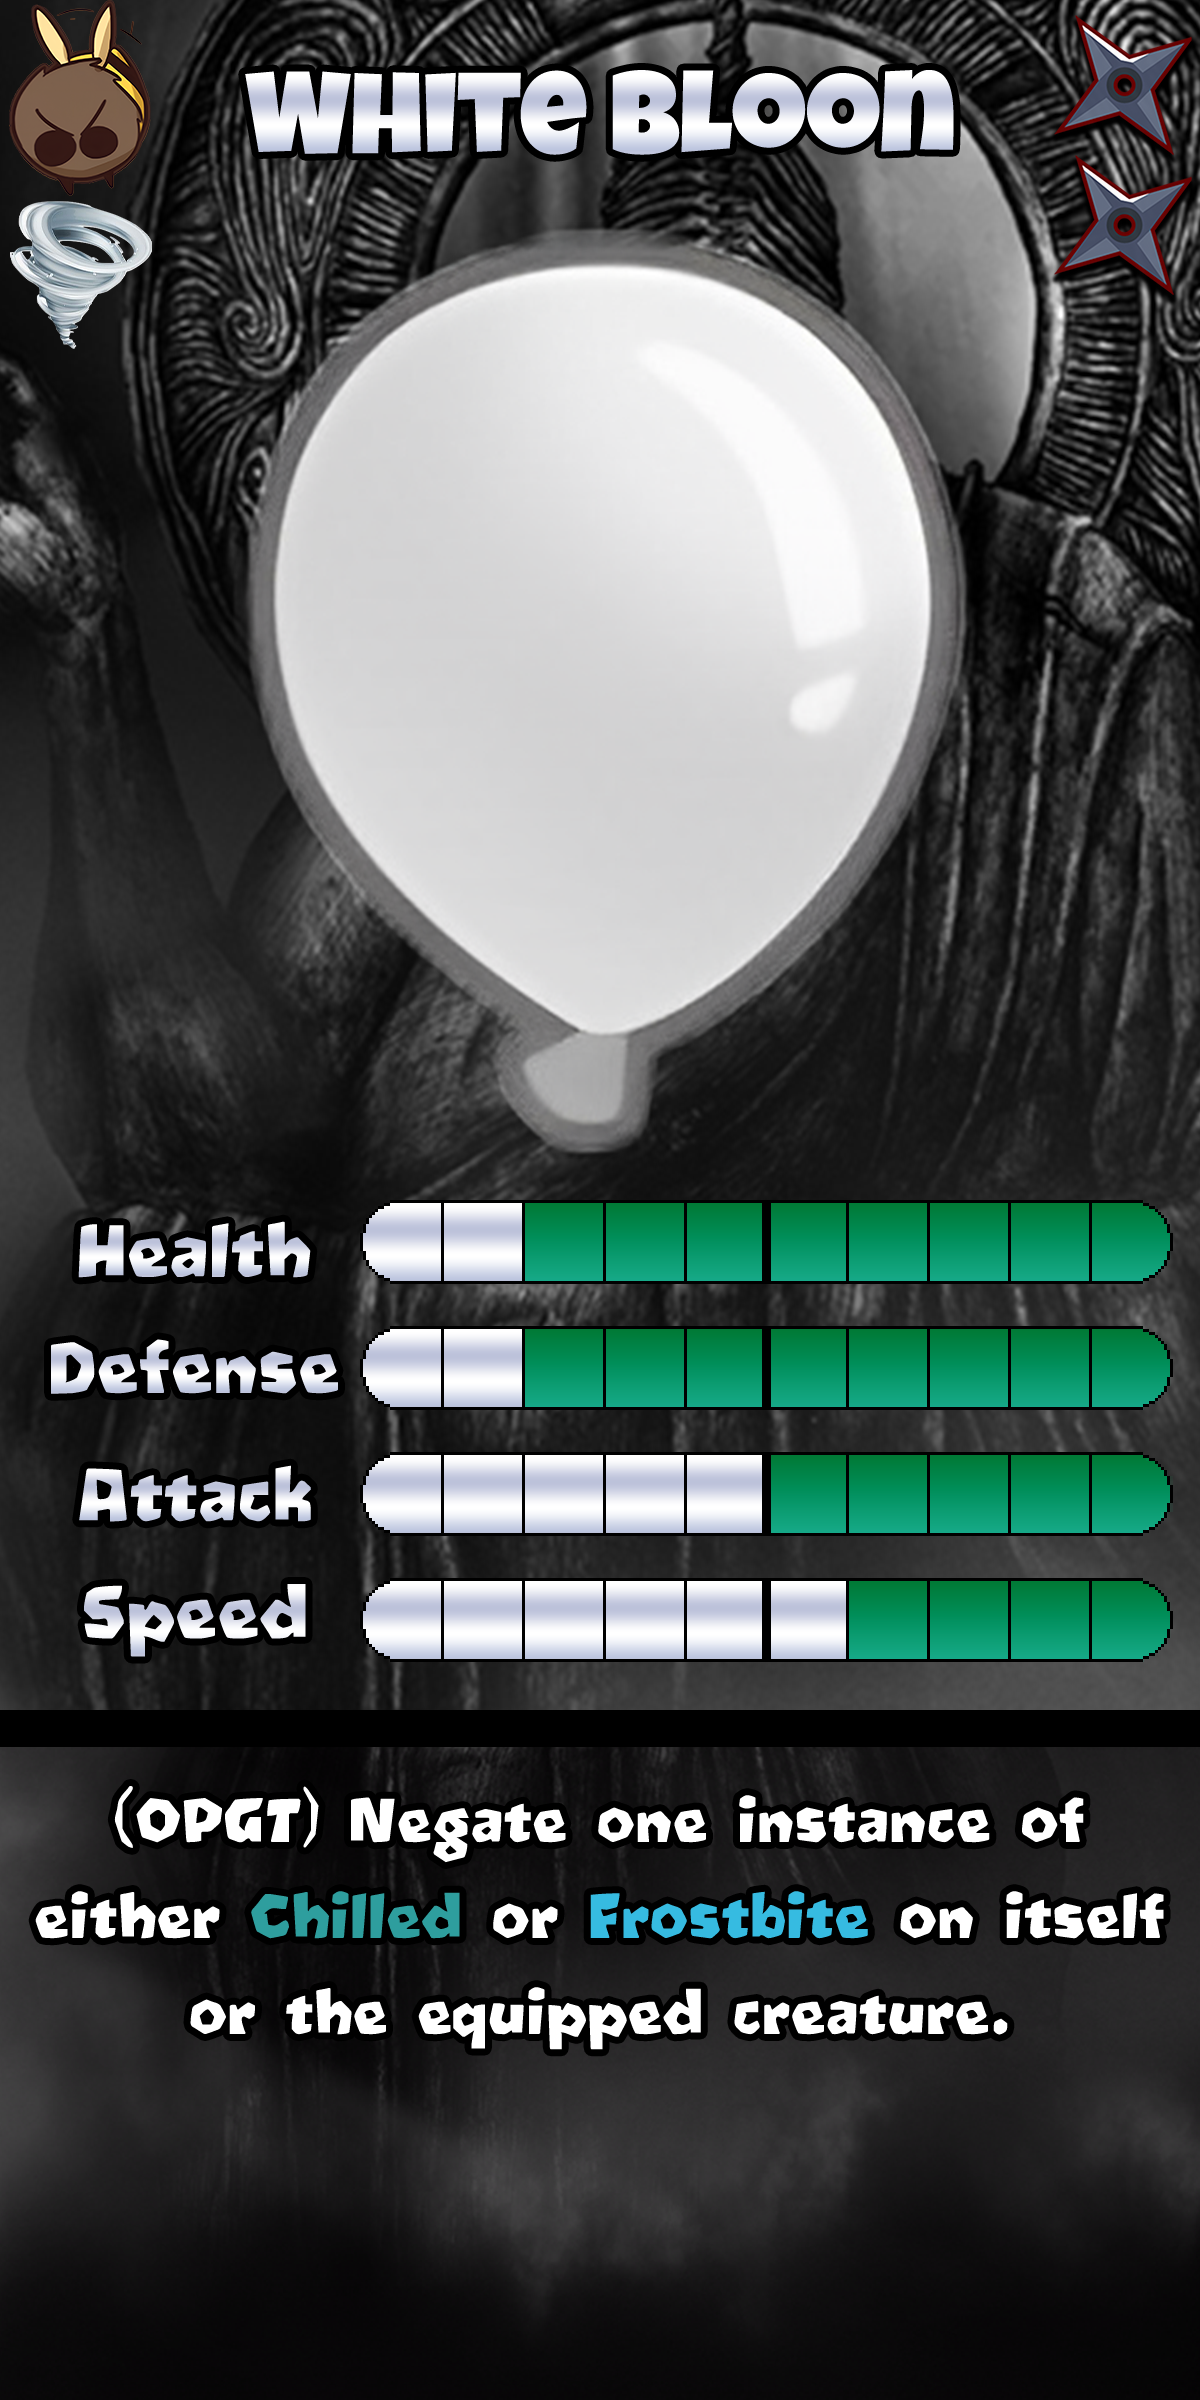 WHITe BLOOn
Health
Defense
Attack
Speed
(OPGT) Negate one instance of
either Chilled or Frostbite on itself
or the equipped creature.